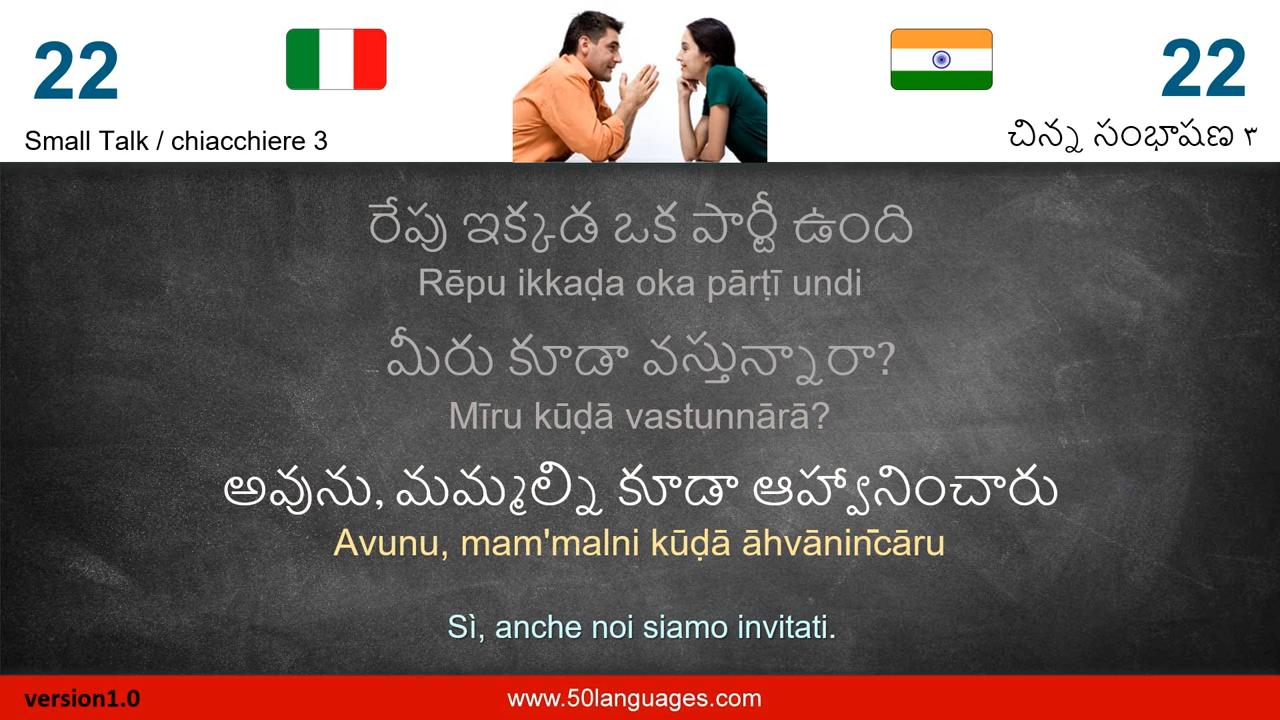 22
22
Small Talk / chiacchiere 3
చిన్న సంభాషణ ౩
రేపు ఇక్కడ ఒక పార్టీ ఉంది
Rēpu ikkaḍa oka pārṭī undi
మీరు కూడా వస్తున్నారా?
Mīru kūḍā vastunnārā?
అవును, మమ్మల్ని కూడా ఆహ్వానించారు
Avunu, mam'malni kūḍā āhvānin̄cāru
Sì, anche noi siamo invitati.
version1.0
www.50languages.com